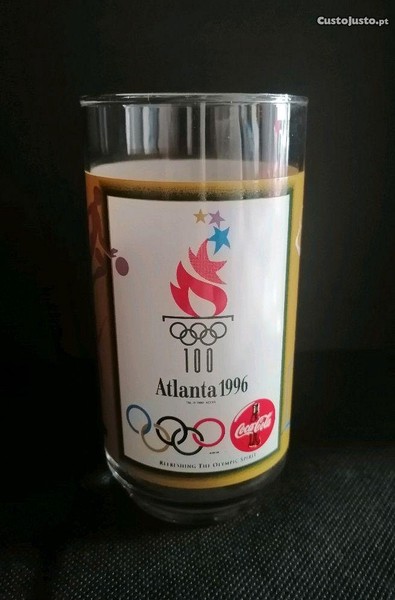 CustoJusto.pt
100
Atlanta 1996
Coca-Cola
REFRESHING THE OLYMPIC SPIRIT